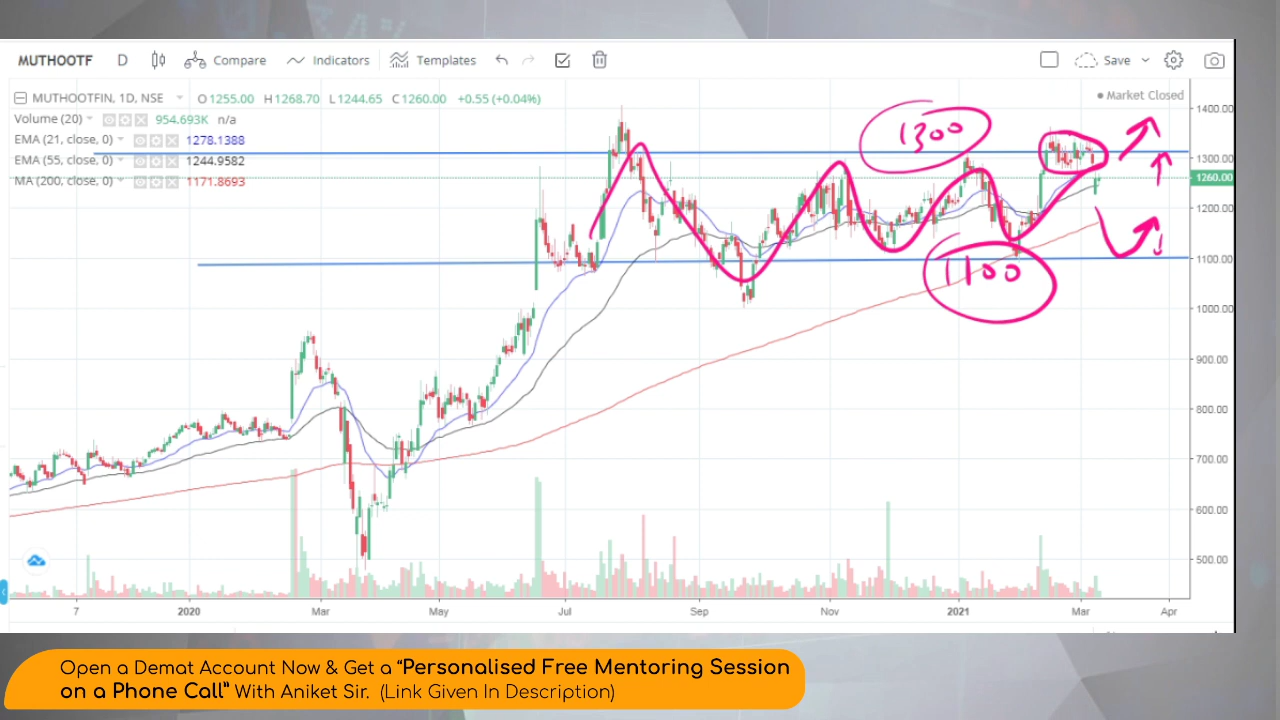 MUTHOOTF D Compare Indicators Templates Save
MUTHOOTFIN, 1D, NSE O1255.00 H1268.70 L1244.65 C1260.00 +0.55 (+0.04%)
Market Closed
Volume (20) 954.693K n/a
EMA (21, close, 0) 1278.1388
EMA (55, close, 0) 1244.9582
MA (200, close, 0) 1171.8693
1300
1100
1400.00
1300.00
1260.00
1200.00
1100.00
1000.00
900.00
800.00
700.00
600.00
500.00
7 2020 Mar May Jul Sep Nov 2021 Mar Apr
Open a Demat Account Now & Get a “Personalised Free Mentoring Session
on a Phone Call” With Aniket Sir. (Link Given In Description)